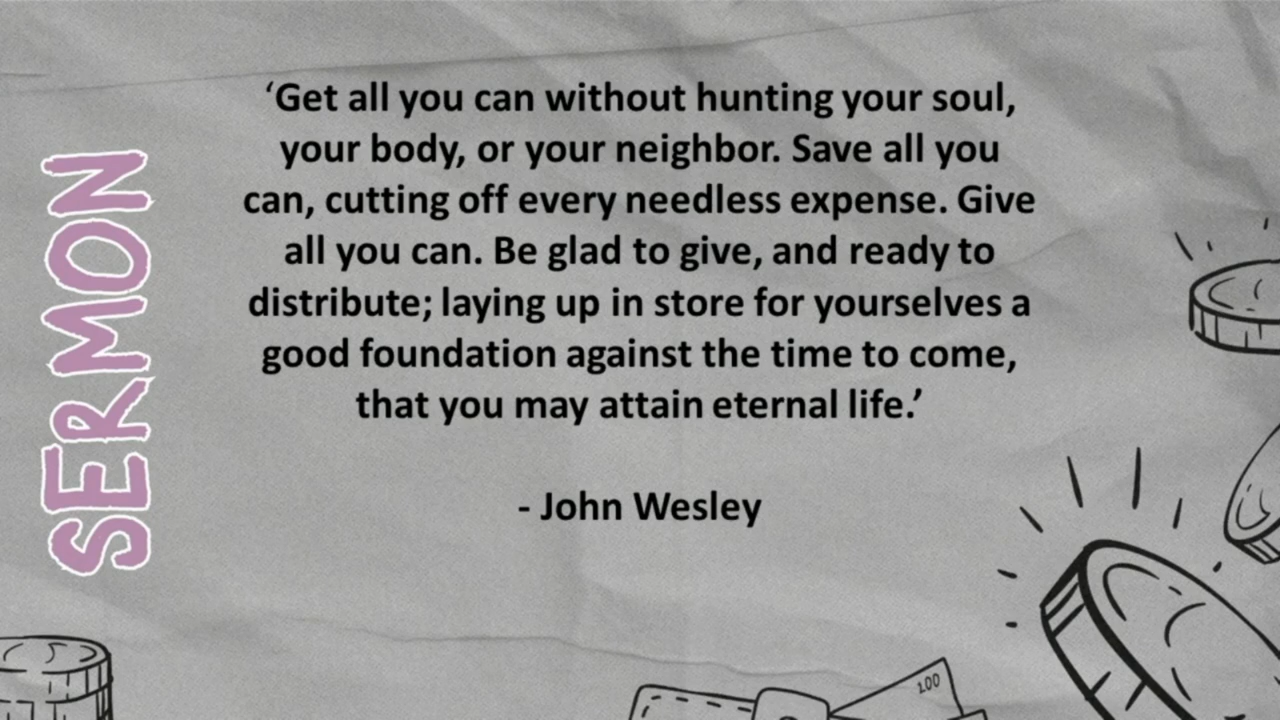 SERMON
‘Get all you can without hunting your soul,
your body, or your neighbor. Save all you
can, cutting off every needless expense. Give
all you can. Be glad to give, and ready to
distribute; laying up in store for yourselves a
good foundation against the time to come,
that you may attain eternal life.’
- John Wesley
100